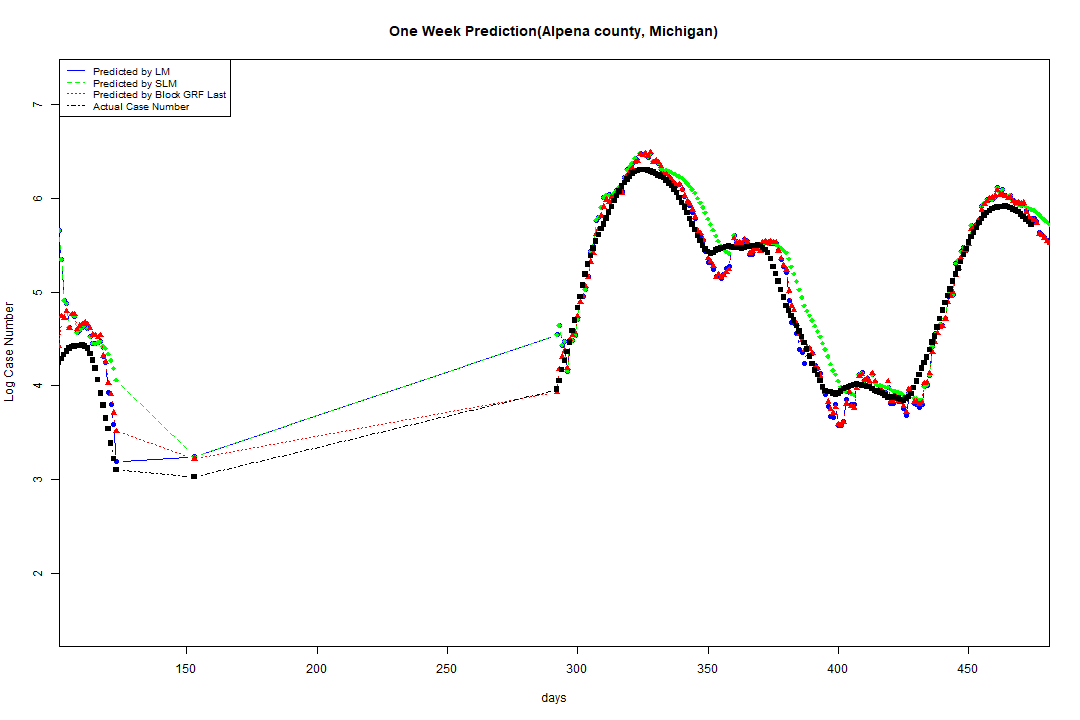 One Week Prediction(Alpena county, Michigan)
Predicted by LM
Predicted by SLM
Predicted by Block GRF Last
Actual Case Number
Log Case Number
7
6
5
4
3
2
150 200 250 300 350 400 450
days